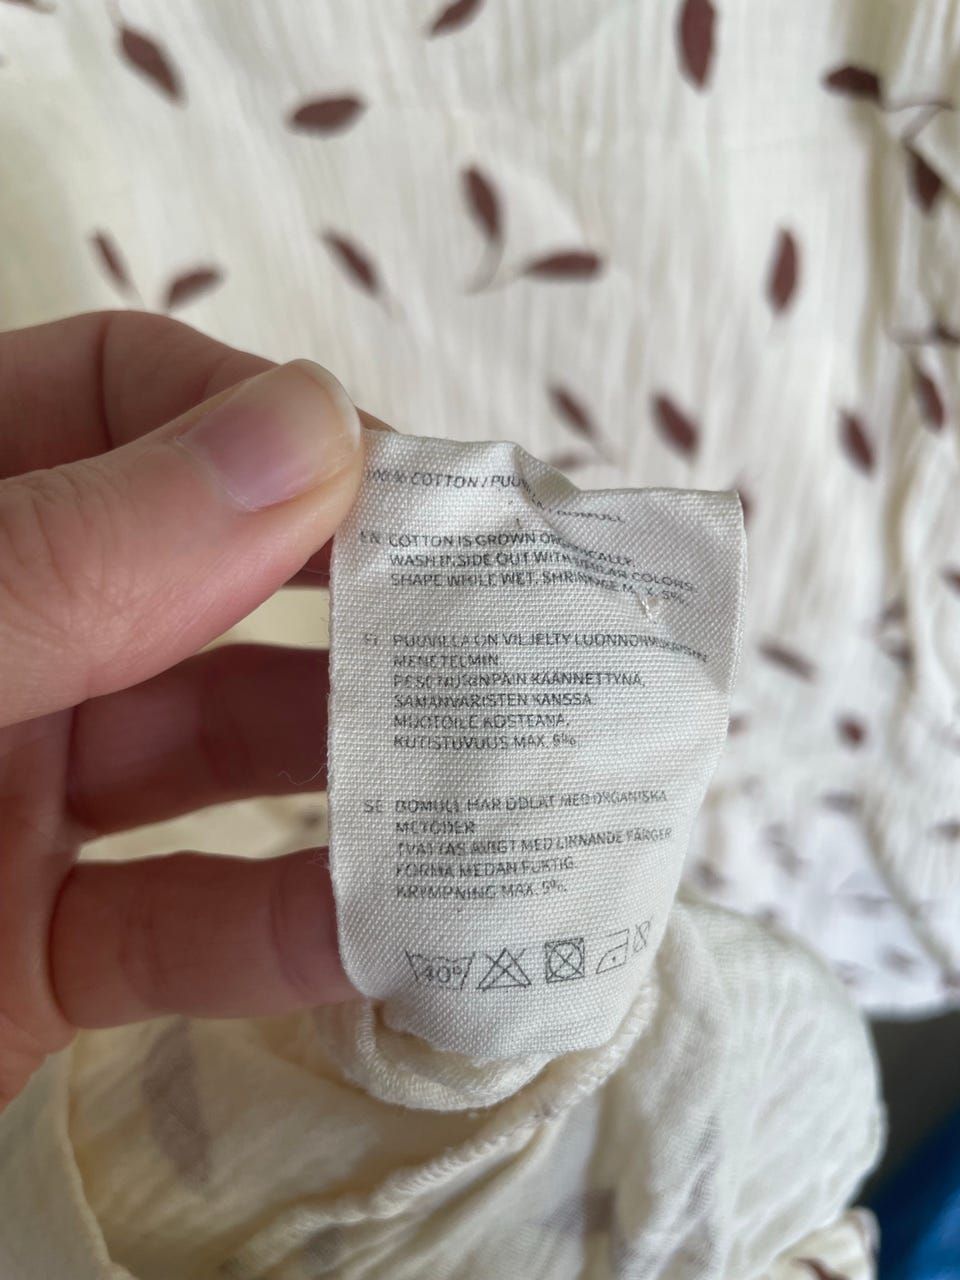 COTTON / PUUVILLA / BOMULL
EN COTTON IS GROWN ORGANICALLY.
WASH INSIDE OUT WITH SIMILAR COLORS.
SHAPE WHILE WET. SHRINKAGE MAX. 5%.
FI PUUVILLA ON VILJELTY LUONNONMUKAISIN
MENETELMIN.
PESE NURINPÄIN KÄÄNNETTYNÄ,
SAMANVÄRISTEN KANSSA.
MUOTOILE KOSTEANA.
KUTISTUVUUS MAX. 5%.
SE BOMULL HAR ODLAT MED ORGANISKA
METODER
TVÄTTAS AVIGT MED LIKNANDE FÄRGER
FORMA MEDAN FUKTIG
KRYMPNING MAX. 5%.
40°